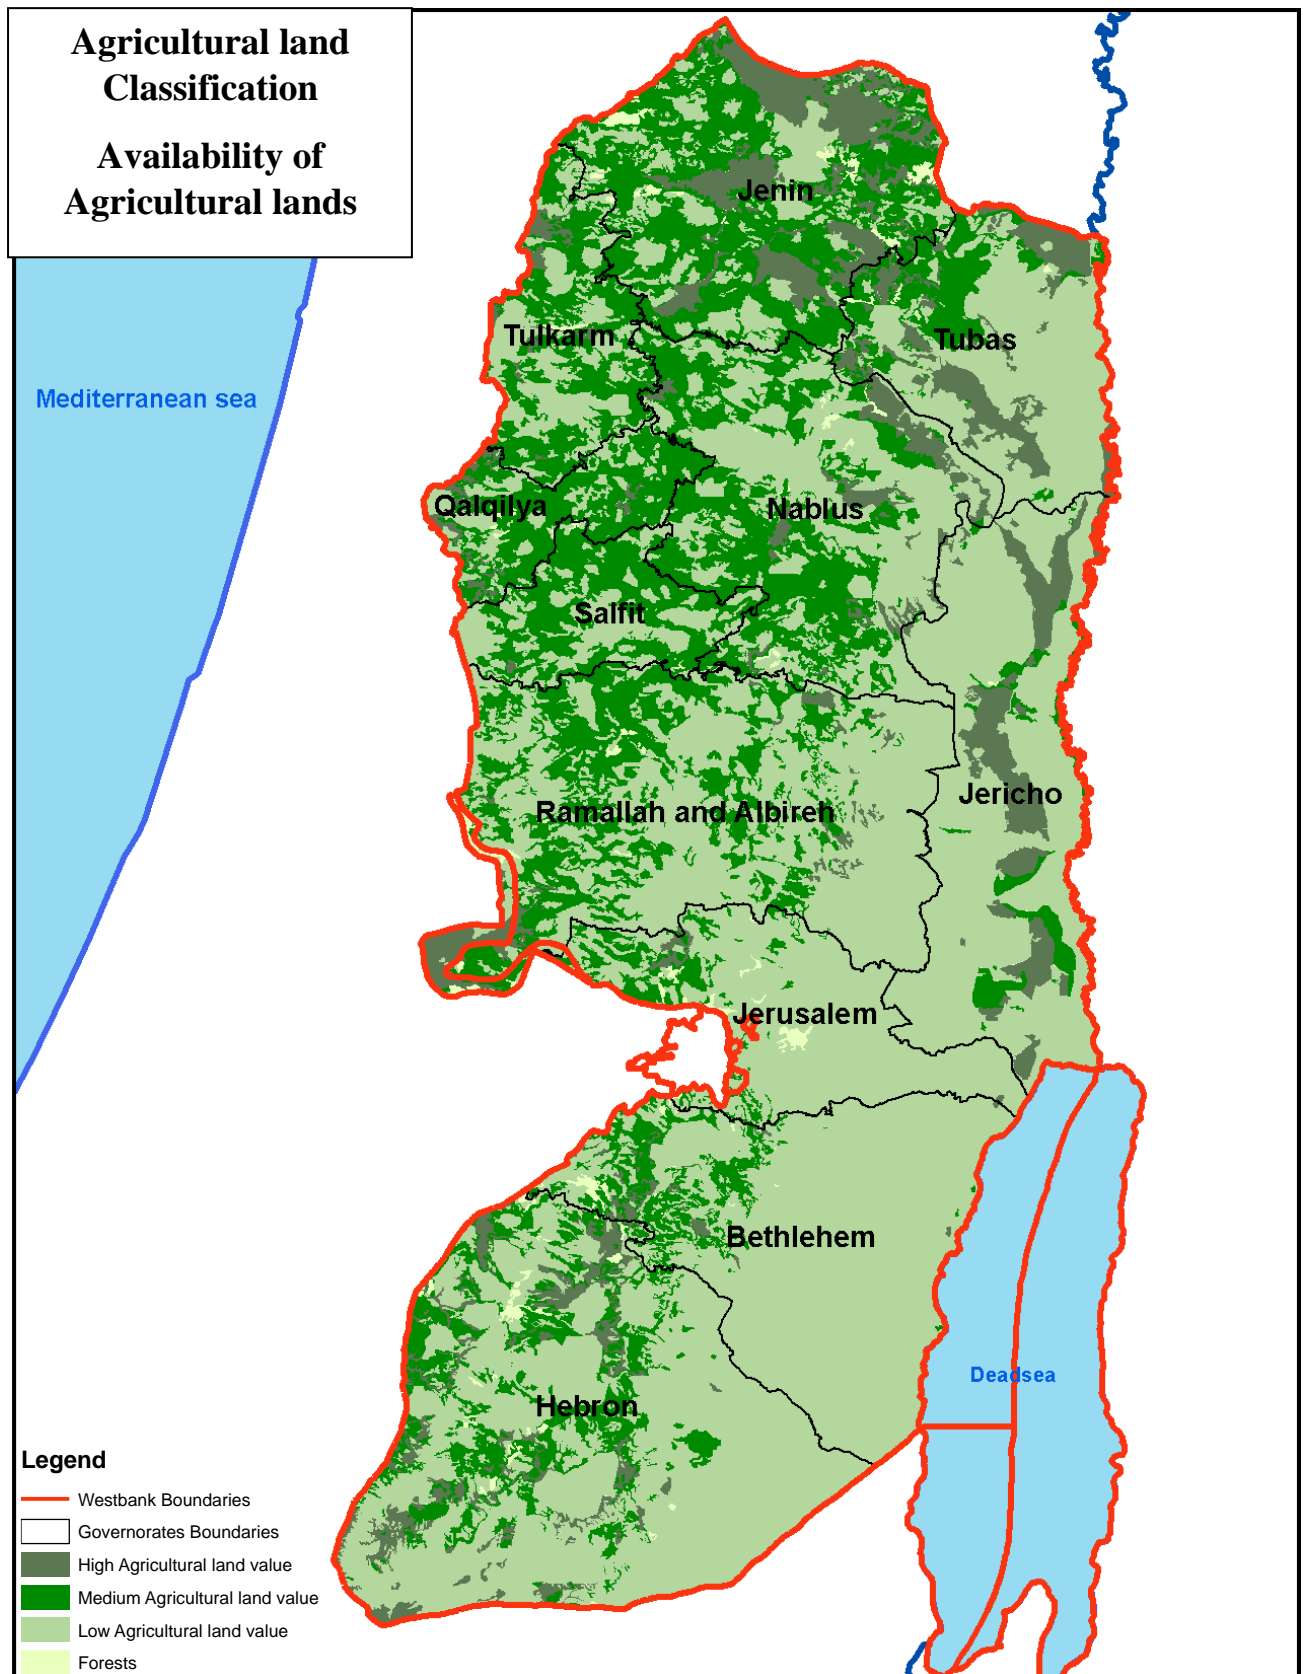 Agricultural land
Classification
Availability of
Agricultural lands
Jenin
Tulkarm
Tubas
Mediterranean sea
Qalqilya
Nablus
Salfit
Jericho
Ramallah and Albireh
Jerusalem
Bethlehem
Deadsea
Hebron
Legend
Westbank Boundaries
Governorates Boundaries
High Agricultural land value
Medium Agricultural land value
Low Agricultural land value
Forests